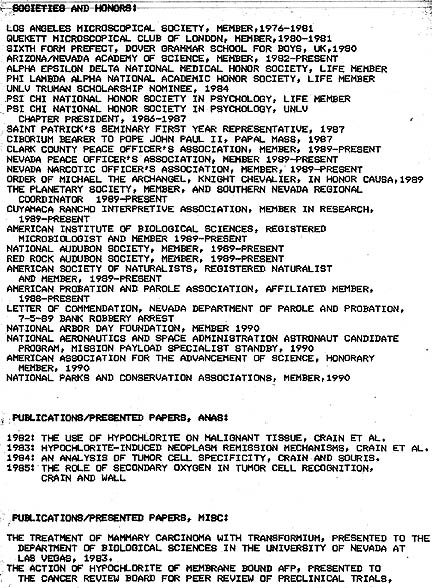 SOCIETIES AND HONORS:
LOS ANGELES MICROSCOPICAL SOCIETY, MEMBER,1976-1981
QUEKETT MICROSCOPICAL CLUB OF LONDON, MEMBER,1980-1981
SIXTH FORM PREFECT, DOVER GRAMMAR SCHOOL FOR BOYS, UK,1980
ARIZONA/NEVADA ACADEMY OF SCIENCE, MEMBER, 1982-PRESENT
ALPHA EPSILON DELTA NATIONAL MEDICAL HONOR SOCIETY, LIFE MEMBER
PHI LAMBDA ALPHA NATIONAL ACADEMIC HONOR SOCIETY, LIFE MEMBER
UNLV TRUMAN SCHOLARSHIP NOMINEE, 1984
PSI CHI NATIONAL HONOR SOCIETY IN PSYCHOLOGY, LIFE MEMBER
PSI CHI NATIONAL HONOR SOCIETY IN PSYCHOLOGY, UNLV
CHAPTER PRESIDENT, 1986-1987
SAINT PATRICK'S SEMINARY FIRST YEAR REPRESENTATIVE, 1987
CIBORIUM BEARER TO POPE JOHN PAUL II, PAPAL MASS, 1987
CLARK COUNTY PEACE OFFICER'S ASSOCIATION, MEMBER, 1989-PRESENT
NEVADA PEACE OFFICER'S ASSOCIATION, MEMBER 1989-PRESENT
NEVADA NARCOTIC OFFICER'S ASSOCIATION, MEMBER, 1989-PRESENT
ORDER OF MICHAEL THE ARCHANGEL, KNIGHT CHEVALIER, IN HONOR CAUSA,1989
THE PLANETARY SOCIETY, MEMBER, AND SOUTHERN NEVADA REGIONAL
COORDINATOR 1989-PRESENT
CUYAMACA RANCHO INTERPRETIVE ASSOCIATION, MEMBER IN RESEARCH,
1989-PRESENT
AMERICAN INSTITUTE OF BIOLOGICAL SCIENCES, REGISTERED
MICROBIOLOGIST AND MEMBER 1989-PRESENT
NATIONAL AUDUBON SOCIETY, MEMBER, 1989-PRESENT
RED ROCK AUDUBON SOCIETY, MEMBER, 1989-PRESENT
AMERICAN SOCIETY OF NATURALISTS, REGISTERED NATURALIST
AND MEMBER, 1989-PRESENT
AMERICAN PROBATION AND PAROLE ASSOCIATION, AFFILIATED MEMBER,
1988-PRESENT
LETTER OF COMMENDATION, NEVADA DEPARTMENT OF PAROLE AND PROBATION,
7-5-89 BANK ROBBERY ARREST
NATIONAL ARBOR DAY FOUNDATION, MEMBER 1990
NATIONAL AERONAUTICS AND SPACE ADMINISTRATION ASTRONAUT CANDIDATE
PROGRAM, MISSION PAYLOAD SPECIALIST STANDBY, 1990
AMERICAN ASSOCIATION FOR THE ADVANCEMENT OF SCIENCE, HONORARY
MEMBER, 1990
NATIONAL PARKS AND CONSERVATION ASSOCIATIONS, MEMBER,1990
PUBLICATIONS/PRESENTED PAPERS, ANAS:
1982: THE USE OF HYPOCHLORITE ON MALIGNANT TISSUE, CRAIN ET AL.
1983: HYPOCHLORITE-INDUCED NEOPLASM REMISSION MECHANISMS, CRAIN ET AL.
1984: AN ANALYSIS OF TUMOR CELL SPECIFICITY, CRAIN AND SOURIS.
1985: THE ROLE OF SECONDARY OXYGEN IN TUMOR CELL RECOGNITION,
CRAIN AND WALL
PUBLICATIONS/PRESENTED PAPERS, MISC:
THE TREATMENT OF MAMMARY CARCINOMA WITH TRANSFORMIUM, PRESENTED TO THE
DEPARTMENT OF BIOLOGICAL SCIENCES IN THE UNIVERSITY OF NEVADA AT
LAS VEGAS, 1983.
THE ACTION OF HYPOCHLORITE OF MEMBRANE BOUND AFP, PRESENTED TO
THE CANCER REVIEW BOARD FOR PEER REVIEW OF PRECLINICAL TRIALS,